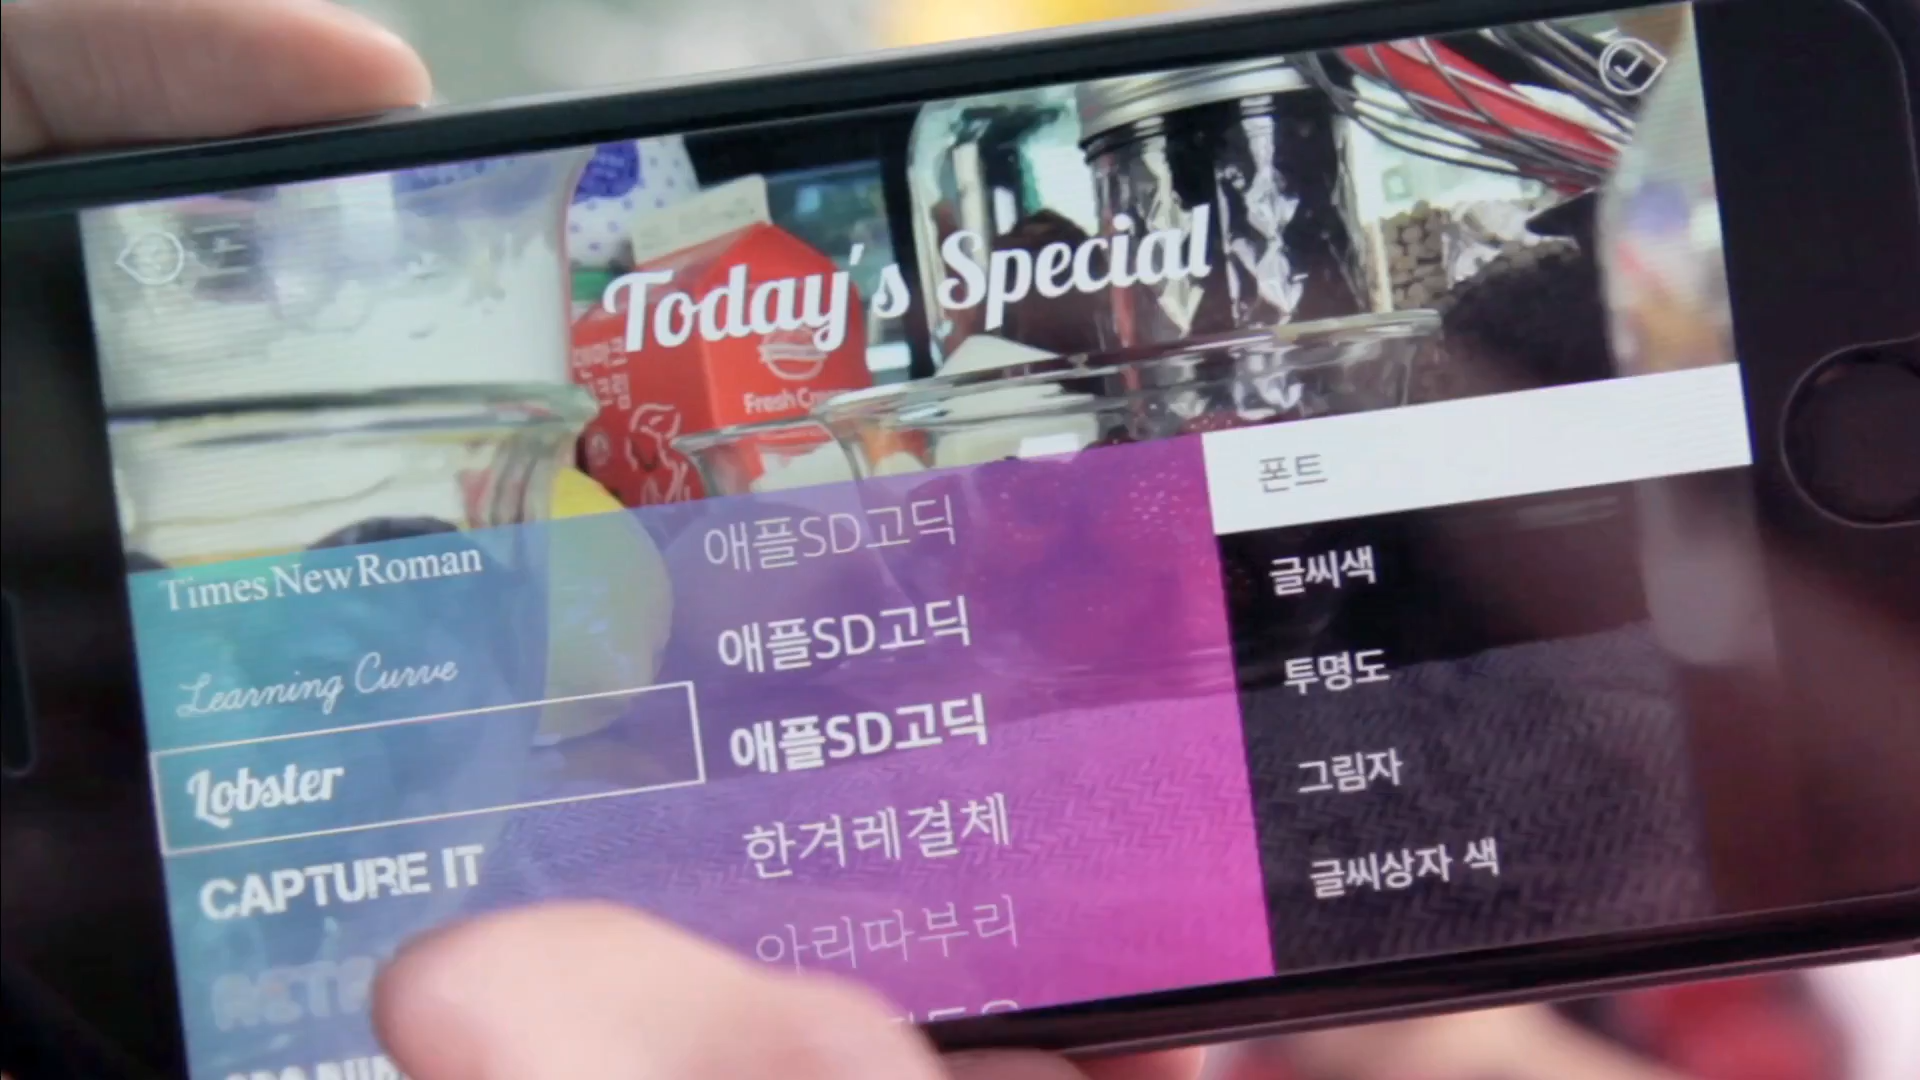 Today's Special
Fresh
Times New Roman
Learning Curve
Lobster
CAPTURE IT
애플SD고딕
애플SD고딕
애플SD고딕
한겨레결체
아리따부리
폰트
글씨색
투명도
그림자
글씨상자 색